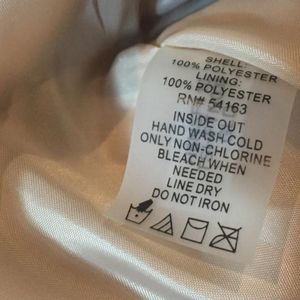 SHELL:
100% POLYESTER
LINING:
100% POLYESTER
RN# 54163
INSIDE OUT
HAND WASH COLD
ONLY NON-CHLORINE
BLEACH WHEN
NEEDED
LINE DRY
DO NOT IRON